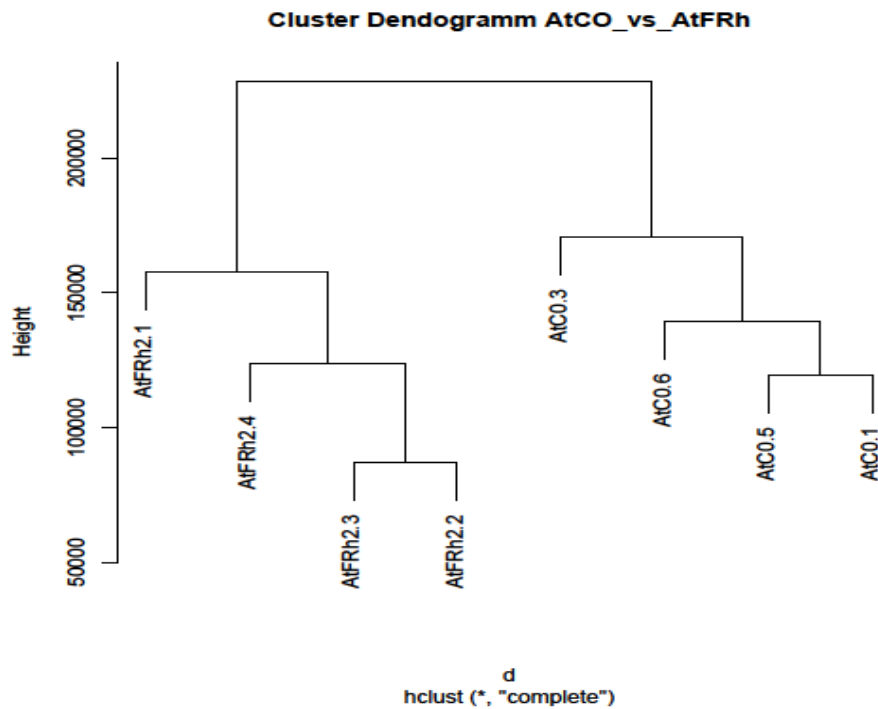 Cluster Dendogramm AtCO_vs_AtFRh
Height
200000
150000
100000
50000
AtFRh2.1
AtFRh2.4
AtFRh2.3
AtFRh2.2
AtC0.3
AtC0.6
AtC0.5
AtC0.1
d
hclust (*, "complete")